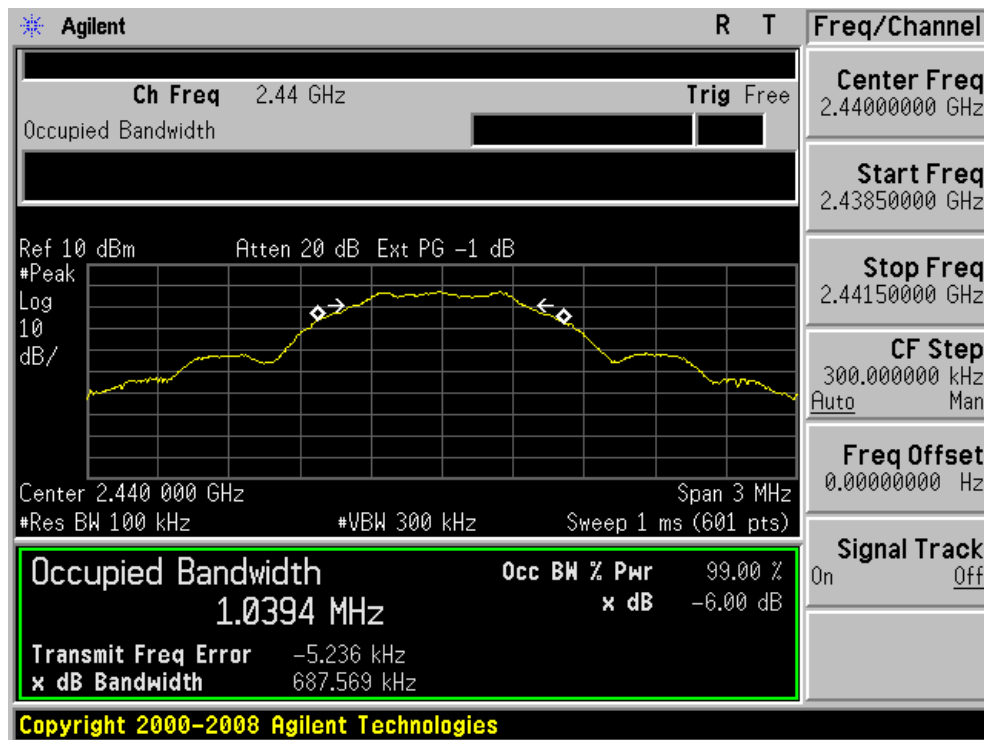 Agilent R T
Ch Freq 2.44 GHz Trig Free
Occupied Bandwidth
Ref 10 dBm Atten 20 dB Ext PG -1 dB
#Peak
Log
10
dB/
Center 2.440 000 GHz Span 3 MHz
#Res BW 100 kHz #VBW 300 kHz Sweep 1 ms (601 pts)
Occupied Bandwidth Occ BW % Pwr 99.00 %
1.0394 MHz x dB -6.00 dB
Transmit Freq Error -5.236 kHz
x dB Bandwidth 687.569 kHz
Copyright 2000-2008 Agilent Technologies
Freq/Channel
Center Freq
2.44000000 GHz
Start Freq
2.43850000 GHz
Stop Freq
2.44150000 GHz
CF Step
300.000000 kHz
Auto Man
Freq Offset
0.00000000 Hz
Signal Track
On Off